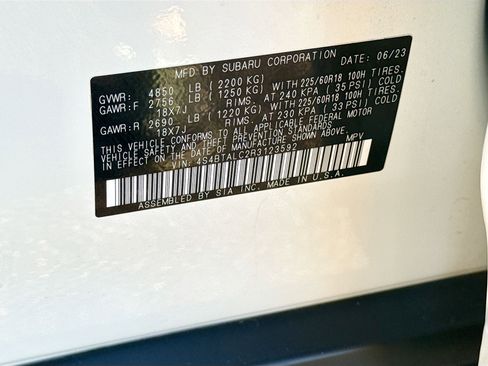 MFD. BY SUBARU CORPORATION DATE: 06/23
GVWR: 4850 LB (2200 KG)
GAWR:F 2756 LB (1250 KG) WITH 225/60R18 100H TIRES.
18X7J RIMS. AT 240 KPA (35 PSI) COLD
GAWR:R 2690 LB (1220 KG) WITH 225/60R18 100H TIRES.
18X7J RIMS. AT 230 KPA (33 PSI) COLD
THIS VEHICLE CONFORMS TO ALL APPLICABLE FEDERAL MOTOR
VEHICLE SAFETY, BUMPER, AND THEFT PREVENTION STANDARDS
IN EFFECT ON THE DATE OF MANUFACTURE SHOWN ABOVE.
VIN: 4S4BTALC2R3123592 MPV
ASSEMBLED BY SIA INC. MADE IN U.S.A.